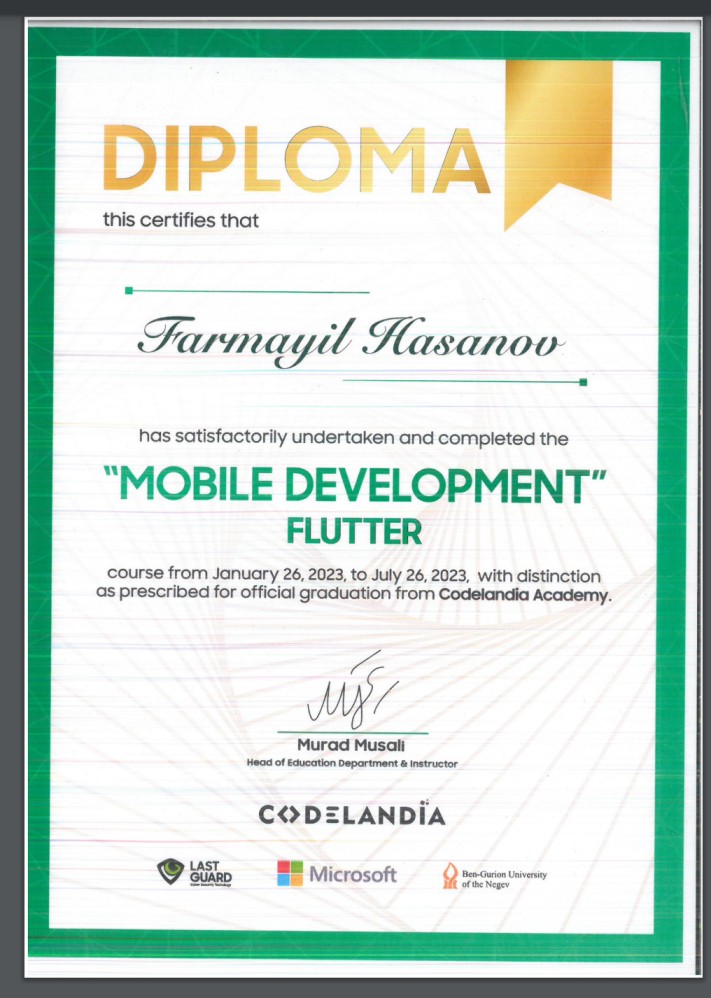 DIPLOMA
this certifies that
Farmayil Hasanov
has satisfactorily undertaken and completed the
“MOBILE DEVELOPMENT”
FLUTTER
course from January 26, 2023, to July 26, 2023, with distinction
as prescribed for official graduation from Codelandia Academy.
Murad Musali
Head of Education Department & Instructor
C<>DELANDİA
LAST
GUARD
Cyber Security Technology
Microsoft
Ben-Gurion University
of the Negev